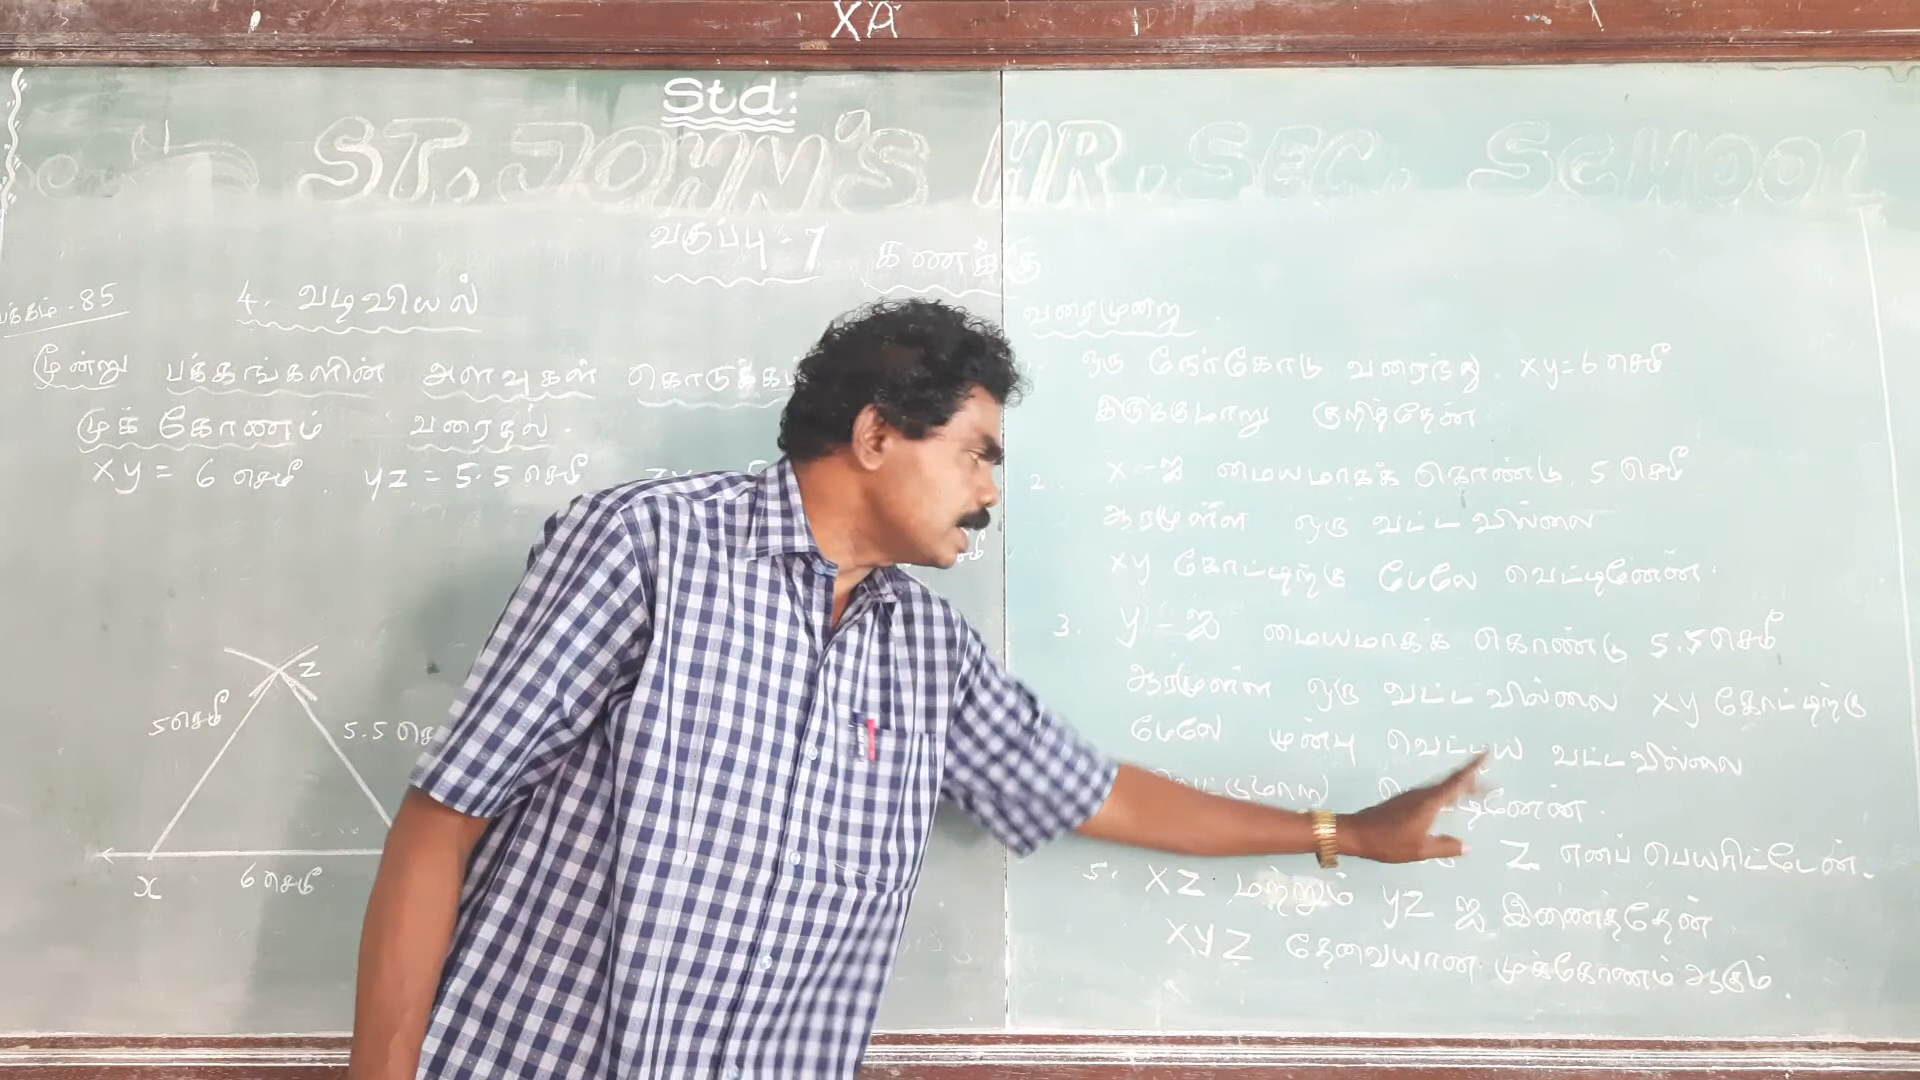 XA
Std:
ST. JOHN'S HR. SEC. SCHOOL
வகுப்பு - 7 கணக்கு
பக்கம் - 85
4. வடிவியல்
மூன்று பக்கங்களின் அளவுகள்
முக்கோணம் வரைதல்.
XY = 6 செமீ, YZ = 5.5 செமீ
Z
5 செமீ
5.5
X
6 செமீ
வரைமுறை
ஒரு நேர்கோடு வரைந்து. XY = 6 செமீ
இருக்குமாறு குறித்தேன்
2. X - ஐ மையமாகக் கொண்டு, 5 செமீ
ஆரமுள்ள ஒரு வட்டவில்லை
XY கோட்டிற்கு மேலே வெட்டினேன்.
3. Y - ஐ மையமாகக் கொண்டு 5.5 செமீ
ஆரமுள்ள ஒரு வட்டவில்லை XY கோட்டிற்கு
மேலே முன்பு வெட்டிய வட்டவில்லை
Z எனப் பெயரிட்டேன்.
5. XZ மற்றும் YZ ஐ இணைத்தேன்
XYZ தேவையான முக்கோணம் ஆகும்.